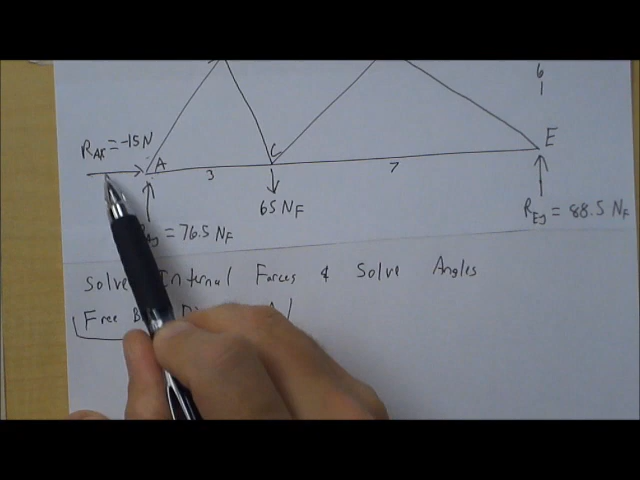 6
R_AX = -15N
A
C
E
3
7
65 N_F
R_Ey = 88.5 N_F
= 76.5 N_F
Solve Internal Forces & Solve Angles
Free